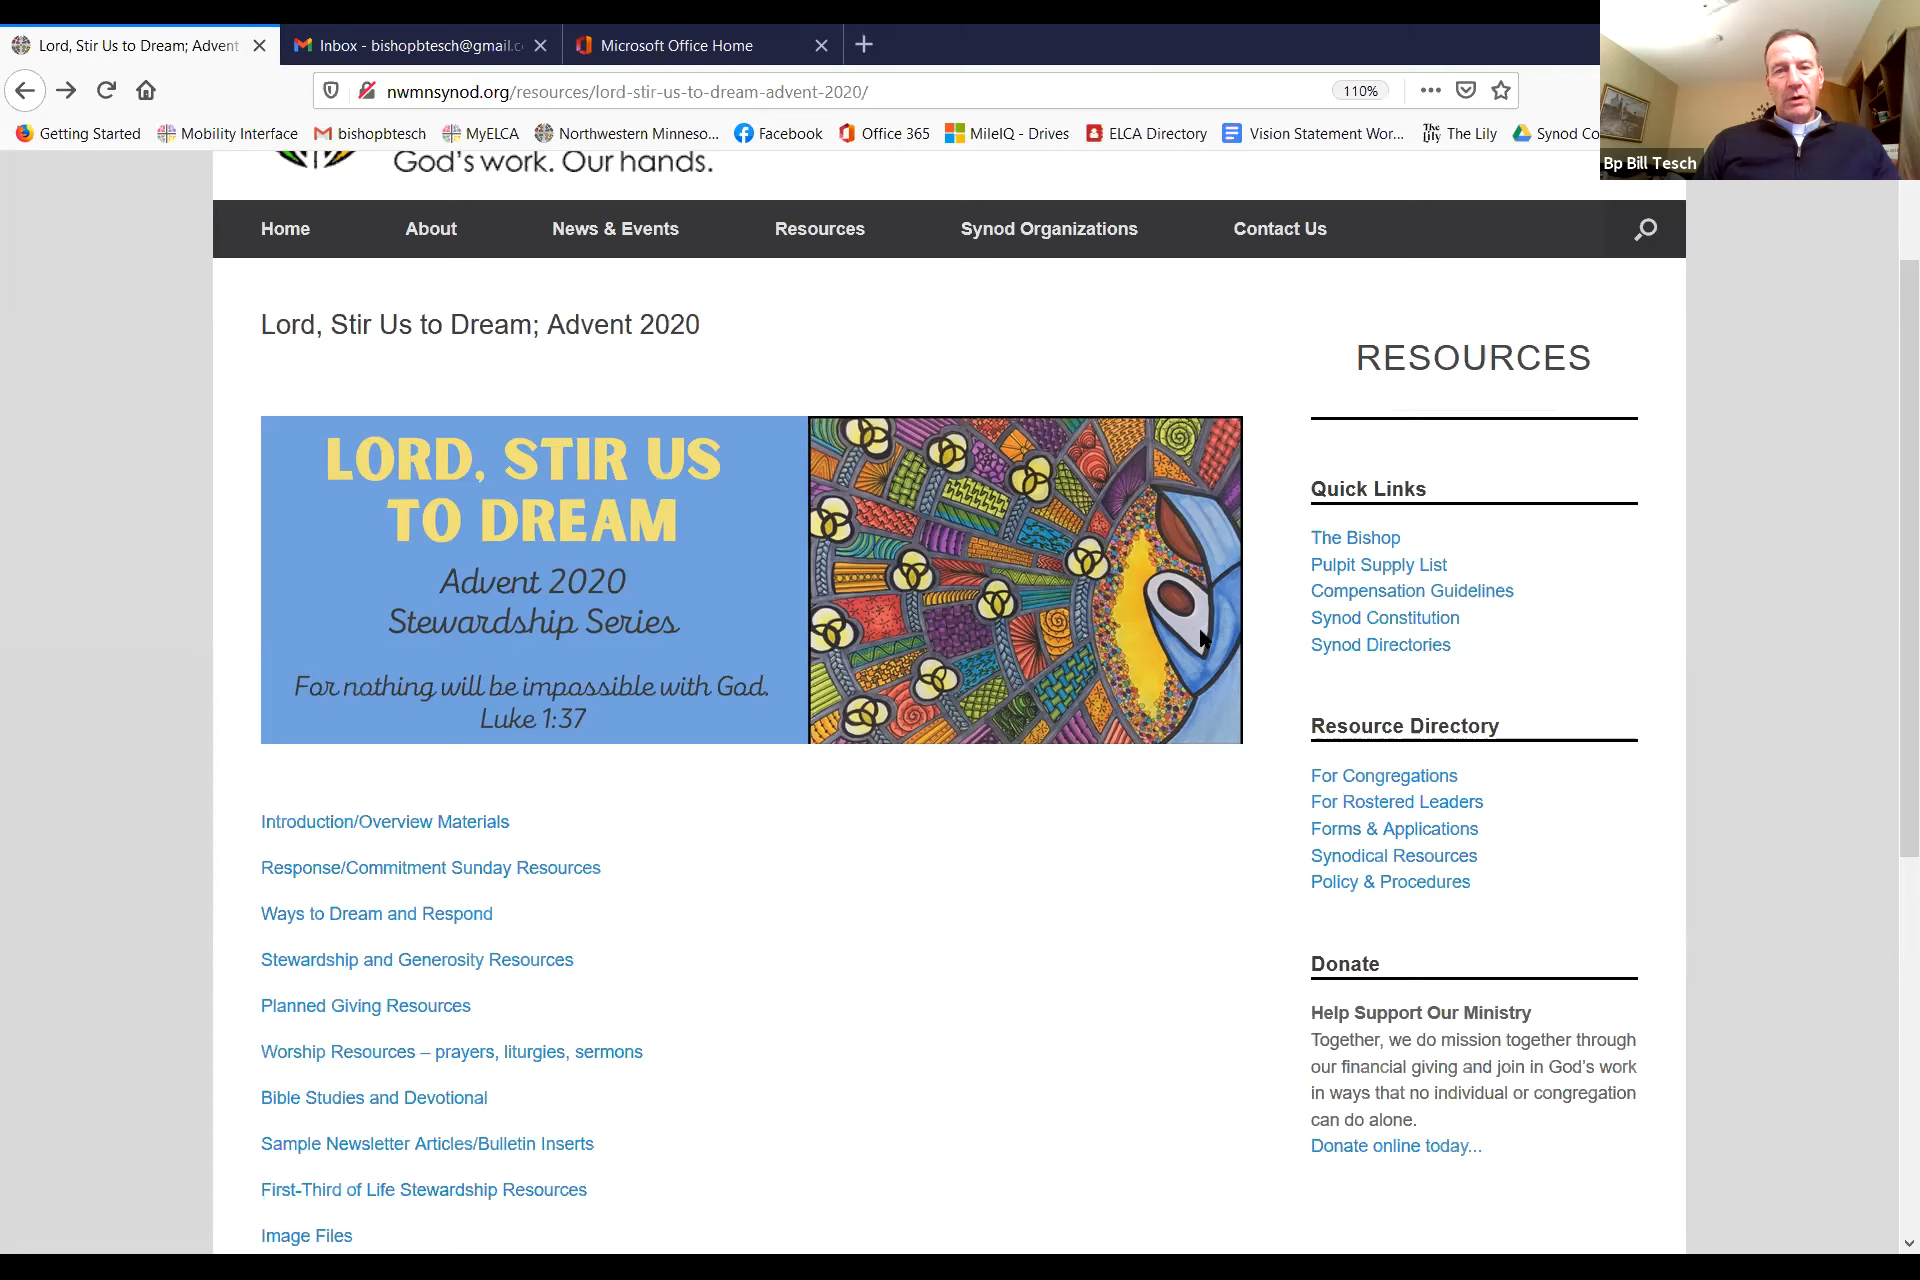 Lord, Stir Us to Dream; Advent
Inbox - bishopbtesch@gmail.c
Microsoft Office Home
nwmnsynod.org/resources/lord-stir-us-to-dream-advent-2020/
110%
Getting Started
Mobility Interface
bishopbtesch
MyELCA
Northwestern Minneso...
Facebook
Office 365
MileIQ - Drives
ELCA Directory
Vision Statement Wor...
The Lily
The Lily
Synod Co
Bp Bill Tesch
God's work. Our hands.
Home
About
News & Events
Resources
Synod Organizations
Contact Us
Lord, Stir Us to Dream; Advent 2020
LORD, STIR US
TO DREAM
Advent 2020
Stewardship Series
For nothing will be impossible with God.
Luke 1:37
Introduction/Overview Materials
Response/Commitment Sunday Resources
Ways to Dream and Respond
Stewardship and Generosity Resources
Planned Giving Resources
Worship Resources – prayers, liturgies, sermons
Bible Studies and Devotional
Sample Newsletter Articles/Bulletin Inserts
First-Third of Life Stewardship Resources
Image Files
RESOURCES
Quick Links
The Bishop
Pulpit Supply List
Compensation Guidelines
Synod Constitution
Synod Directories
Resource Directory
For Congregations
For Rostered Leaders
Forms & Applications
Synodical Resources
Policy & Procedures
Donate
Help Support Our Ministry
Together, we do mission together through
our financial giving and join in God's work
in ways that no individual or congregation
can do alone.
Donate online today...